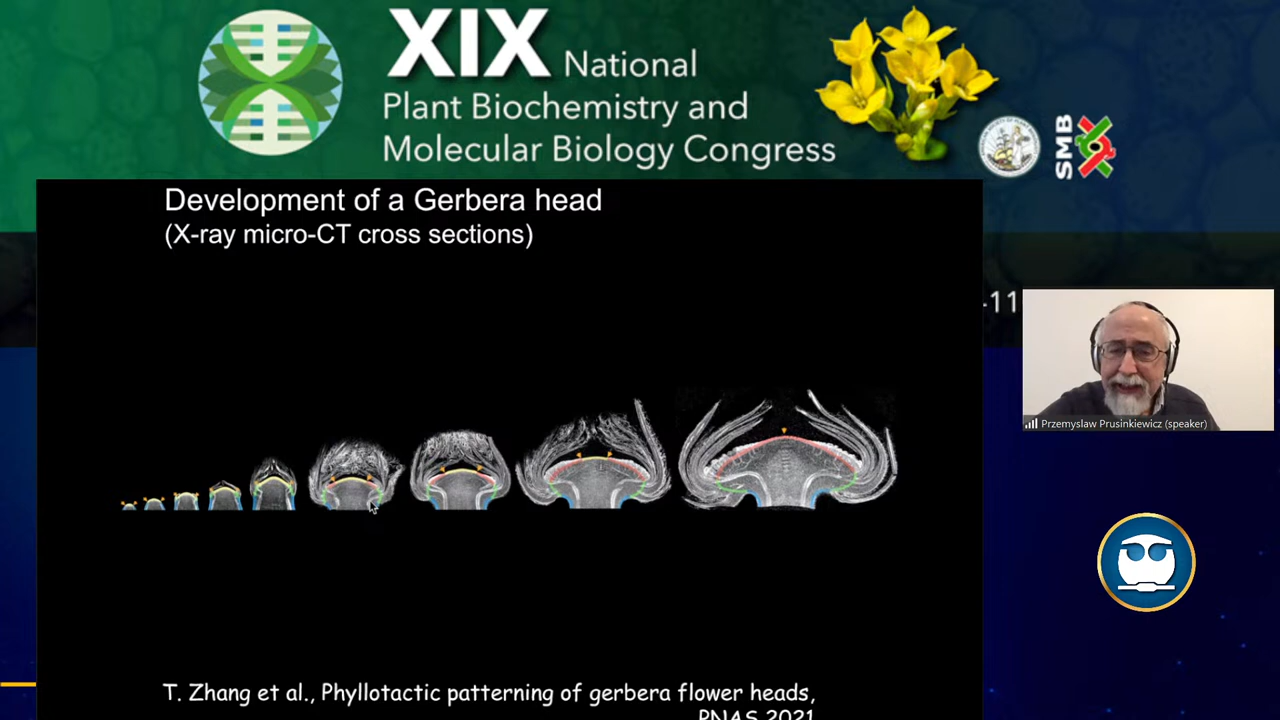 XIX National
Plant Biochemistry and
Molecular Biology Congress
SMB
Development of a Gerbera head
(X-ray micro-CT cross sections)
-11
Przemyslaw Prusinkiewicz (speaker)
T. Zhang et al., Phyllotactic patterning of gerbera flower heads,
PNAS 2021